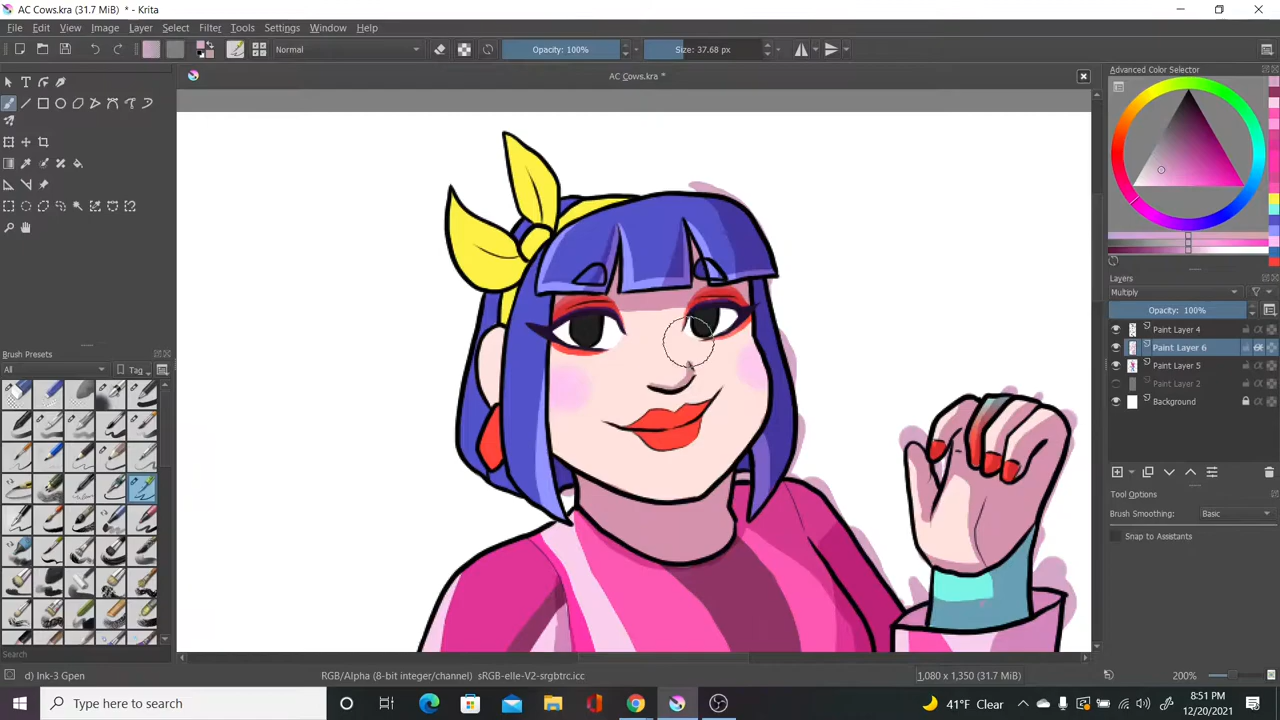 AC Cows.kra (31.7 MiB) * - Krita
File Edit View Image Layer Select Filter Tools Settings Window Help
Normal
Opacity: 100%
Size: 37.68 px
AC Cows.kra *
Advanced Color Selector
Layers
Multiply
Opacity: 100%
Paint Layer 4
Paint Layer 6
Paint Layer 5
Paint Layer 2
Background
Tool Options
Brush Smoothing: Basic
Snap to Assistants
Brush Presets
All
Tag
Search
d) Ink-3 Gpen
RGB/Alpha (8-bit integer/channel) sRGB-elle-V2-srgbtrc.icc
1,080 x 1,350 (31.7 MiB)
200%
Type here to search
41°F Clear
8:51 PM
12/20/2021